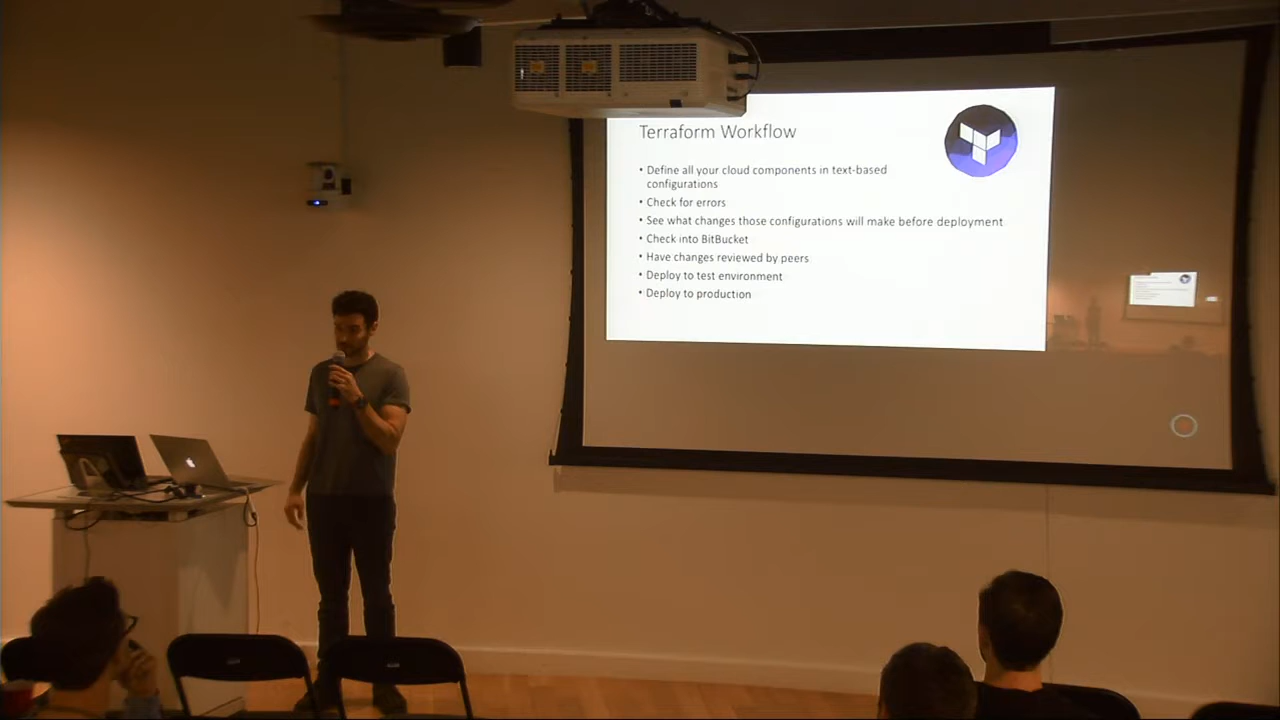 Terraform Workflow
• Define all your cloud components in text-based
configurations
• Check for errors
• See what changes those configurations will make before deployment
• Check into BitBucket
• Have changes reviewed by peers
• Deploy to test environment
• Deploy to production